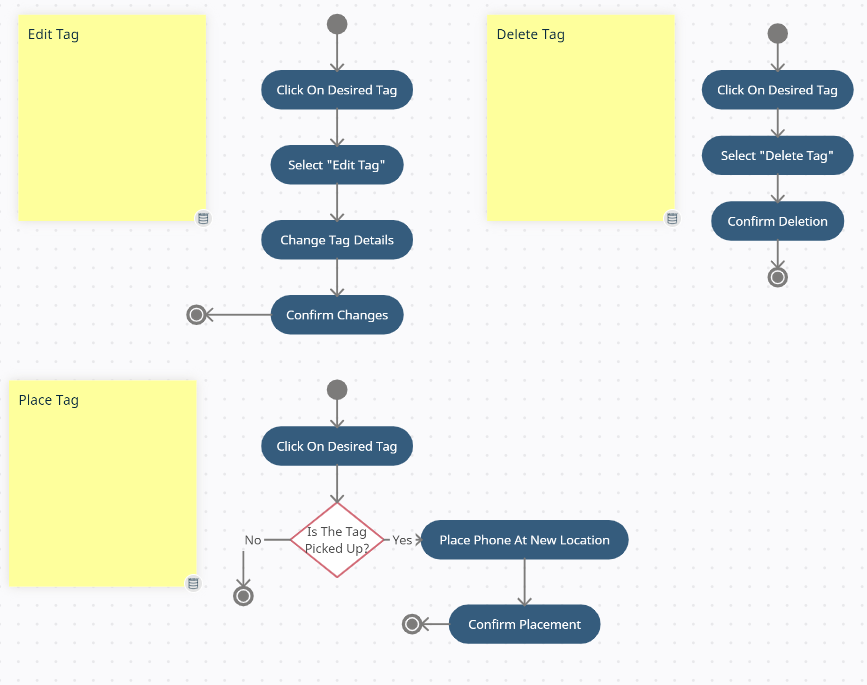 Edit Tag
Click On Desired Tag
Select "Edit Tag"
Change Tag Details
Confirm Changes
Delete Tag
Click On Desired Tag
Select "Delete Tag"
Confirm Deletion
Place Tag
Click On Desired Tag
Is The Tag
Picked Up?
No
Yes
Place Phone At New Location
Confirm Placement